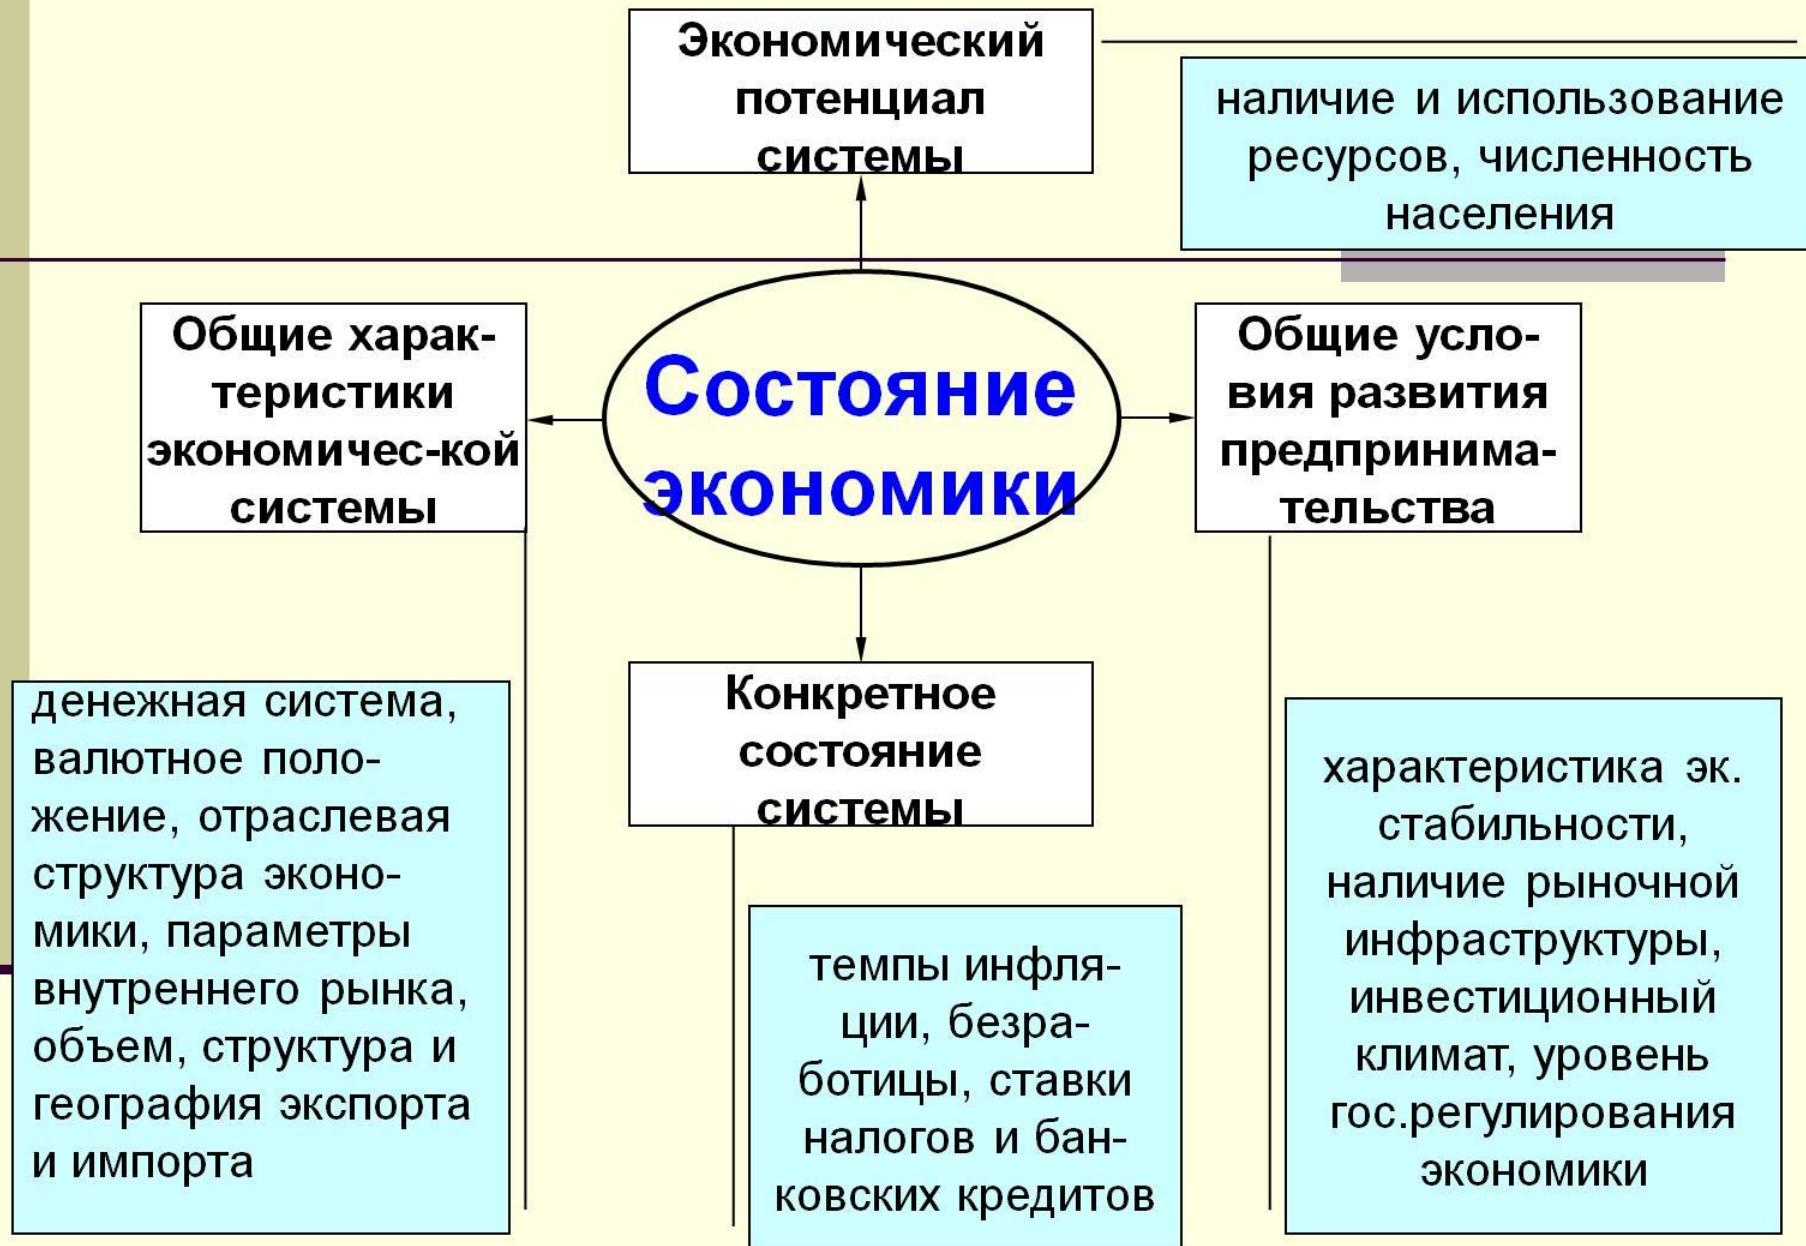 Экономический
потенциал
системы
наличие и использование
ресурсов, численность
населения
Общие харак-
теристики
экономичес-кой
системы
Состояние
экономики
Общие усло-
вия развития
предпринима-
тельства
Конкретное
состояние
системы
денежная система,
валютное поло-
жение, отраслевая
структура эконо-
мики, параметры
внутреннего рынка,
объем, структура и
география экспорта
и импорта
темпы инфля-
ции, безра-
ботицы, ставки
налогов и бан-
ковских кредитов
характеристика эк.
стабильности,
наличие рыночной
инфраструктуры,
инвестиционный
климат, уровень
гос.регулирования
экономики